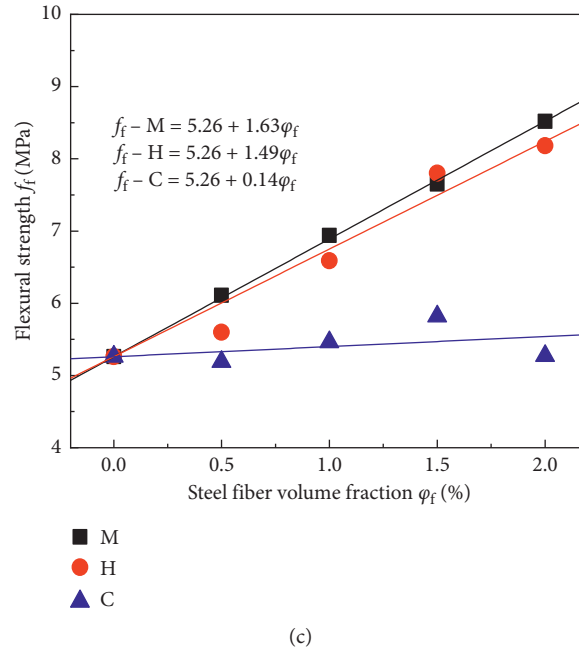 10
9
8
7
6
5
4
Flexural strength f_f (MPa)
f_f – M = 5.26 + 1.63φ_f
f_f – H = 5.26 + 1.49φ_f
f_f – C = 5.26 + 0.14φ_f
0.0 0.5 1.0 1.5 2.0
Steel fiber volume fraction φ_f (%)
M
H
C
(c)